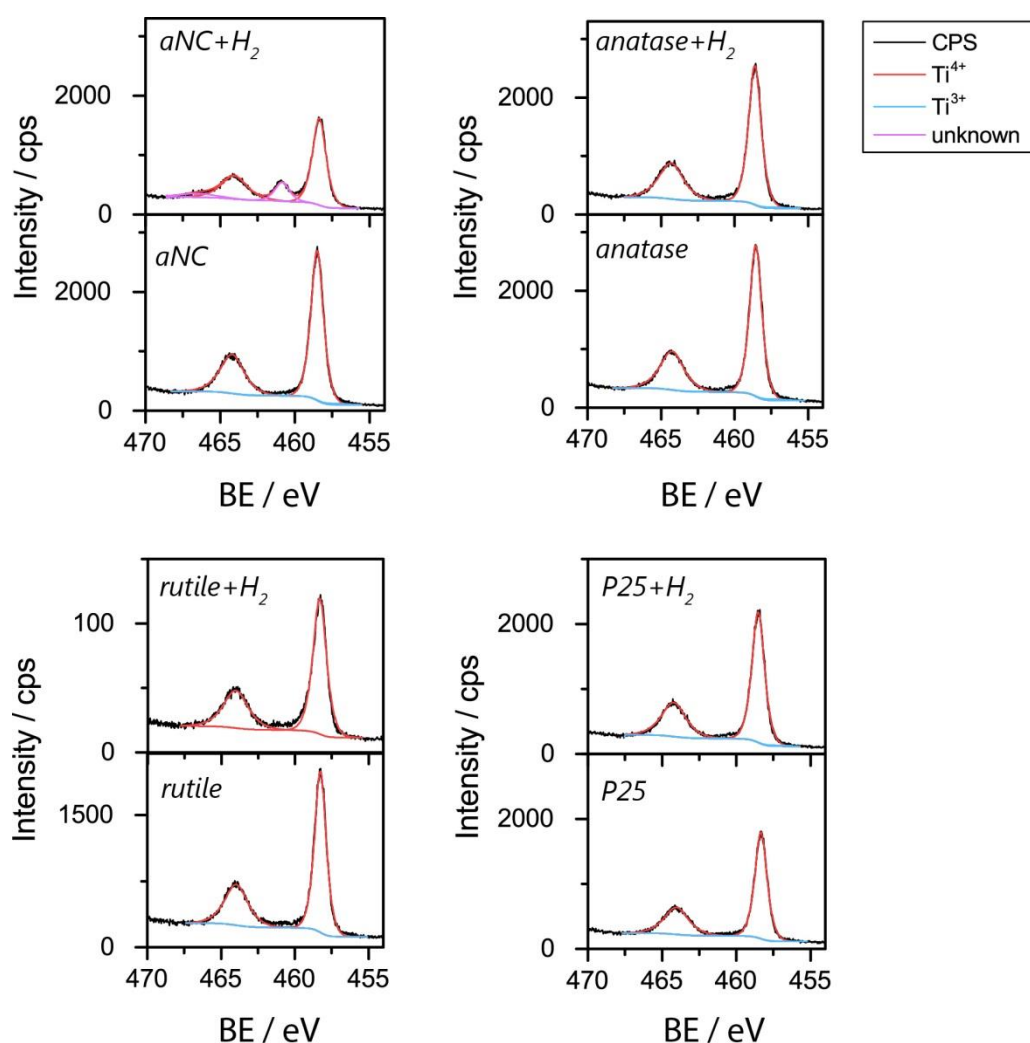 aNC+H2
2000
0
aNC
2000
0
470 465 460 455
BE / eV
Intensity / cps
anatase+H2
2000
0
anatase
2000
0
470 465 460 455
BE / eV
Intensity / cps
CPS
Ti4+
Ti3+
unknown
rutile+H2
100
0
rutile
1500
0
470 465 460 455
BE / eV
Intensity / cps
P25+H2
2000
0
P25
2000
0
470 465 460 455
BE / eV
Intensity / cps